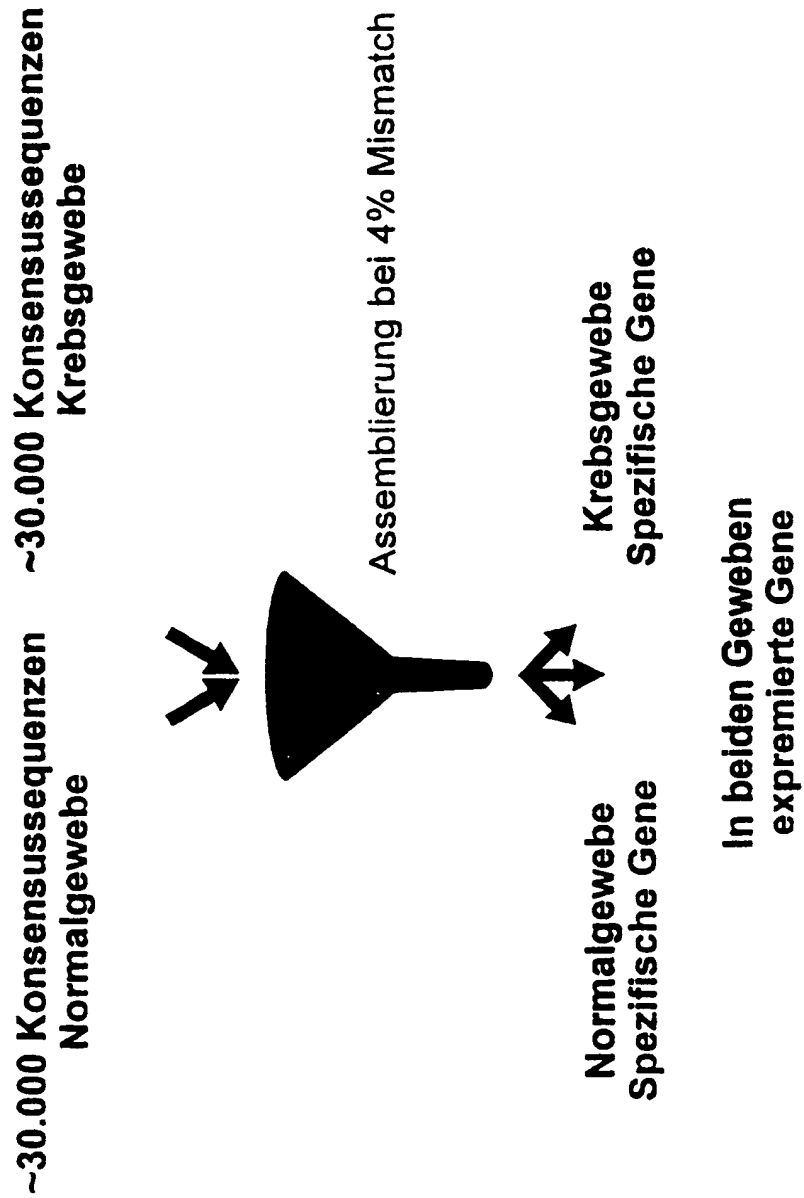 ~30.000 Konsensussequenzen
Normalgewebe
~30.000 Konsensussequenzen
Krebsgewebe
Assemblierung bei 4% Mismatch
Normalgewebe
Spezifische Gene
Krebsgewebe
Spezifische Gene
In beiden Geweben
expremierte Gene